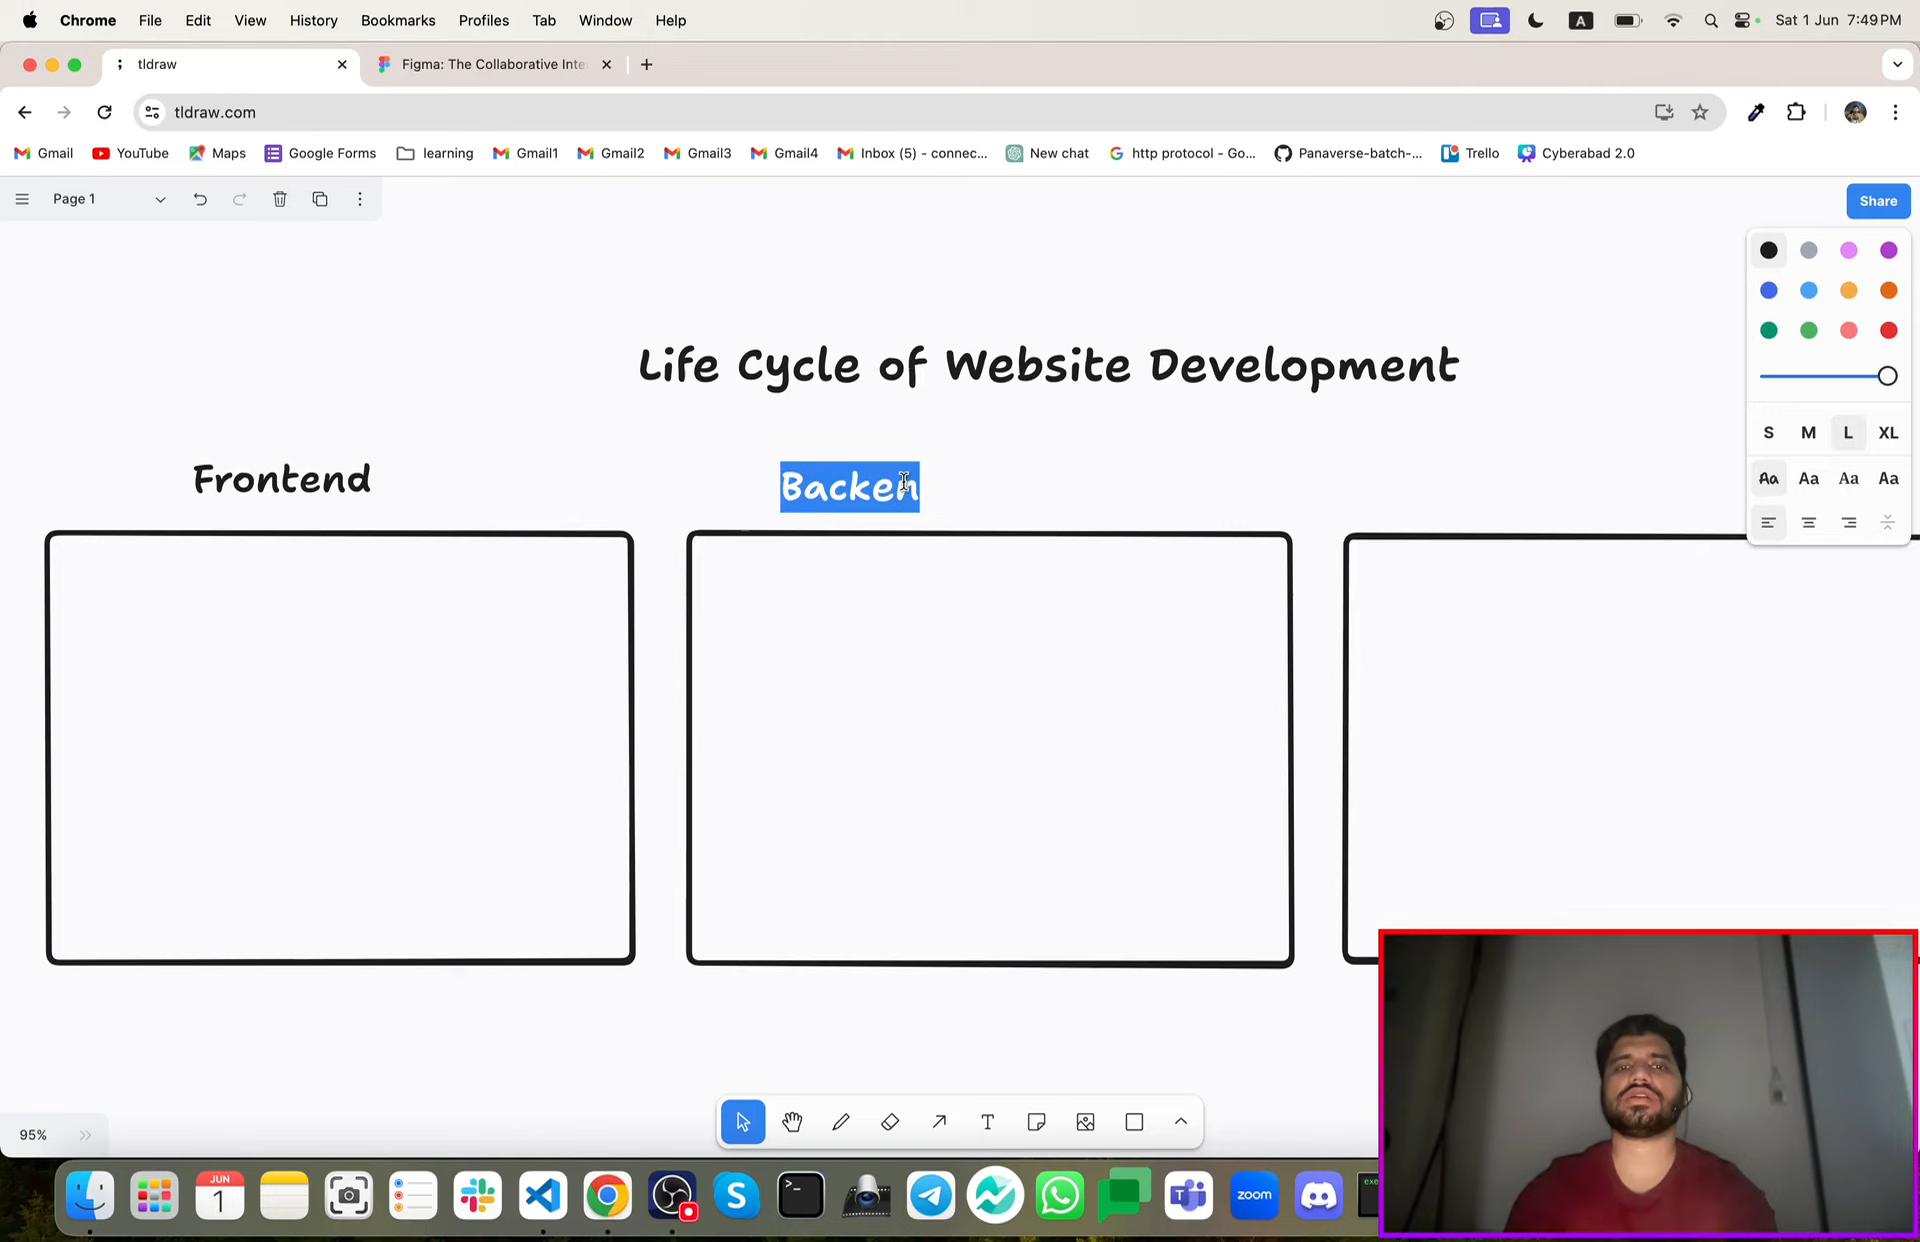 Chrome File Edit View History Bookmarks Profiles Tab Window Help A Sat 1 Jun 7:49 PM
tldraw Figma: The Collaborative Inte
tldraw.com
Gmail YouTube Maps Google Forms learning Gmail1 Gmail2 Gmail3 Gmail4 Inbox (5) - connec... New chat http protocol - Go... Panaverse-batch-... Trello Cyberabad 2.0
Page 1 Share
Life Cycle of Website Development
S M L XL
Aa Aa Aa Aa
Frontend Backen
T
95%
JUN
1
S
>_
T
zoom
exe